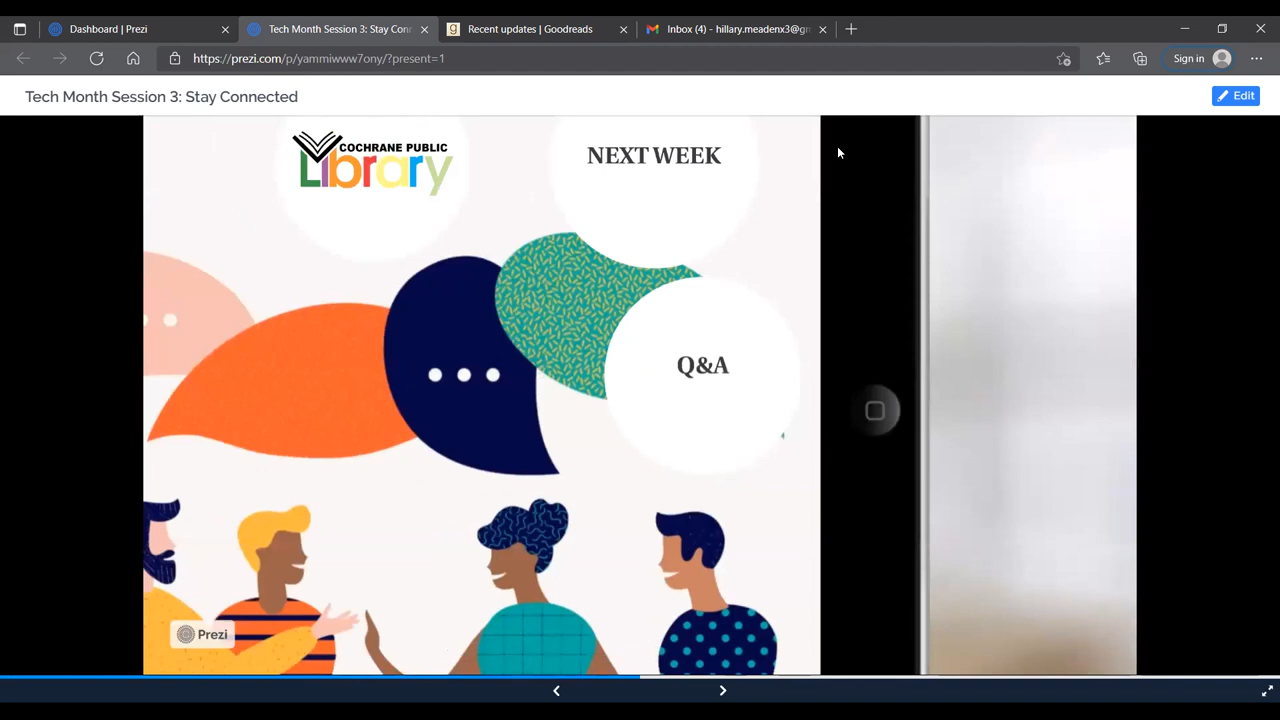 Dashboard | Prezi
Tech Month Session 3: Stay Conn
Recent updates | Goodreads
Inbox (4) - hillary.meadenx3@gm
https://prezi.com/p/yammiwww7ony/?present=1
Sign in
Tech Month Session 3: Stay Connected
Edit
COCHRANE PUBLIC
Library
NEXT WEEK
Q&A
Prezi